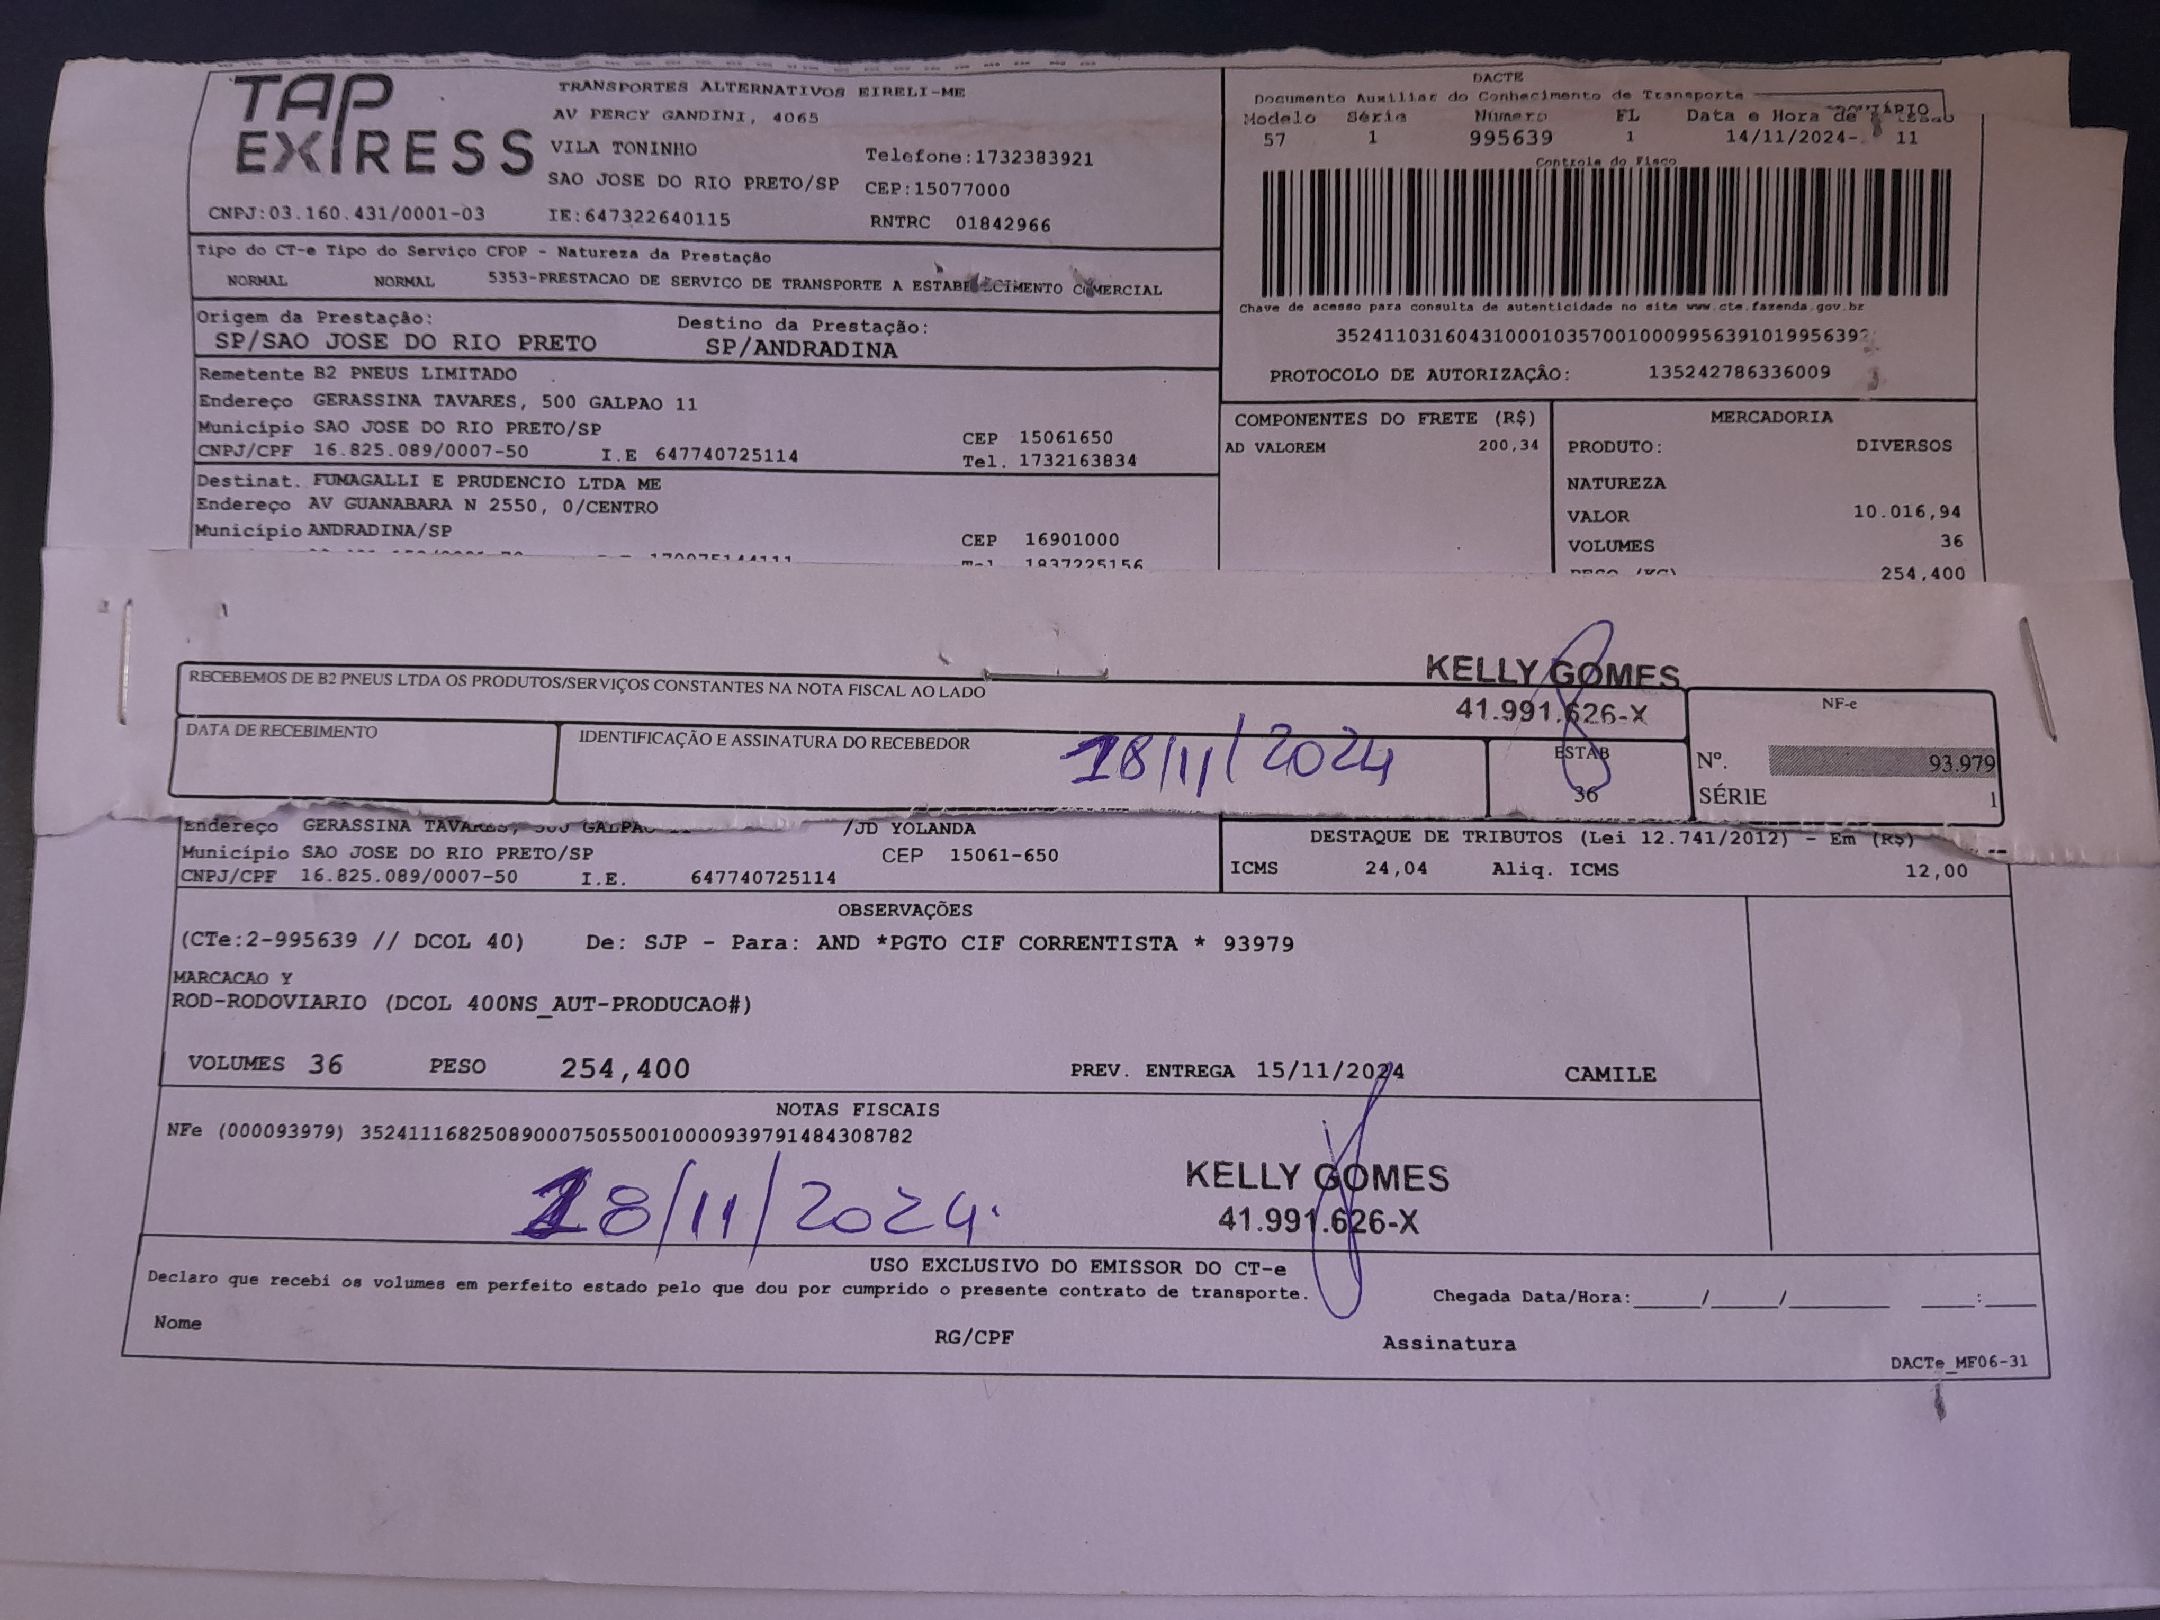 TAP EXPRESS
TRANSPORTES ALTERNATIVOS EIRELI-ME
AV PERCY GANDINI, 4065
VILA TONINHO
Telefone:1732383921
SAO JOSE DO RIO PRETO/SP CEP:15077000
CNPJ:03.160.431/0001-03 IE:647322640115 RNTRC 01842966
DACTE
Documento Auxiliar do Conhecimento de Transporte
Modelo Série Número FL Data e Hora de
57 1 995639 1 14/11/2024- 11
Controle do Fisco
Chave de acesso para consulta de autenticidade no site www.cte.fazenda.gov.br
PROTOCOLO DE AUTORIZAÇÃO: 135242786336009
Tipo do CT-e Tipo do Serviço CFOP - Natureza da Prestação
NORMAL NORMAL 5353-PRESTACAO DE SERVICO DE TRANSPORTE A ESTABELECIMENTO COMERCIAL
Origem da Prestação: Destino da Prestação:
SP/SAO JOSE DO RIO PRETO SP/ANDRADINA
Remetente B2 PNEUS LIMITADO
Endereço GERASSINA TAVARES, 500 GALPAO 11
Município SAO JOSE DO RIO PRETO/SP CEP 15061650
CNPJ/CPF 16.825.089/0007-50 I.E 647740725114 Tel. 1732163834
Destinat. FUMAGALLI E PRUDENCIO LTDA ME
Endereço AV GUANABARA N 2550, 0/CENTRO
Município ANDRADINA/SP CEP 16901000
1837225156
COMPONENTES DO FRETE (R$)
AD VALOREM 200,34
MERCADORIA
PRODUTO: DIVERSOS
NATUREZA
VALOR 10.016,94
VOLUMES 36
PESO (KG) 254,400
KELLY GOMES
41.991.626-X
RECEBEMOS DE B2 PNEUS LTDA OS PRODUTOS/SERVIÇOS CONSTANTES NA NOTA FISCAL AO LADO
DATA DE RECEBIMENTO
IDENTIFICAÇÃO E ASSINATURA DO RECEBEDOR
18/11/2024
ESTAB
36
NF-e
Nº. 93.979
SÉRIE 1
Endereço GERASSINA TAVARES, 500 GALPAO 11 /JD YOLANDA
Município SAO JOSE DO RIO PRETO/SP CEP 15061-650
CNPJ/CPF 16.825.089/0007-50 I.E. 647740725114
DESTAQUE DE TRIBUTOS (Lei 12.741/2012) - Em (R$)
ICMS 24,04 Aliq. ICMS 12,00
OBSERVAÇÕES
(CTe:2-995639 // DCOL 40) De: SJP - Para: AND *PGTO CIF CORRENTISTA * 93979
MARCACAO Y
ROD-RODOVIARIO (DCOL 400NS_AUT-PRODUCAO#)
VOLUMES 36 PESO 254,400 PREV. ENTREGA 15/11/2024 CAMILE
NOTAS FISCAIS
NFe (000093979) 35241116825089000750550010000939791484308782
18/11/2024.
KELLY GOMES
41.991.626-X
USO EXCLUSIVO DO EMISSOR DO CT-e
Declaro que recebi os volumes em perfeito estado pelo que dou por cumprido o presente contrato de transporte.
Chegada Data/Hora:____/____/______ ___:___
Nome RG/CPF Assinatura
DACTe_MF06-31